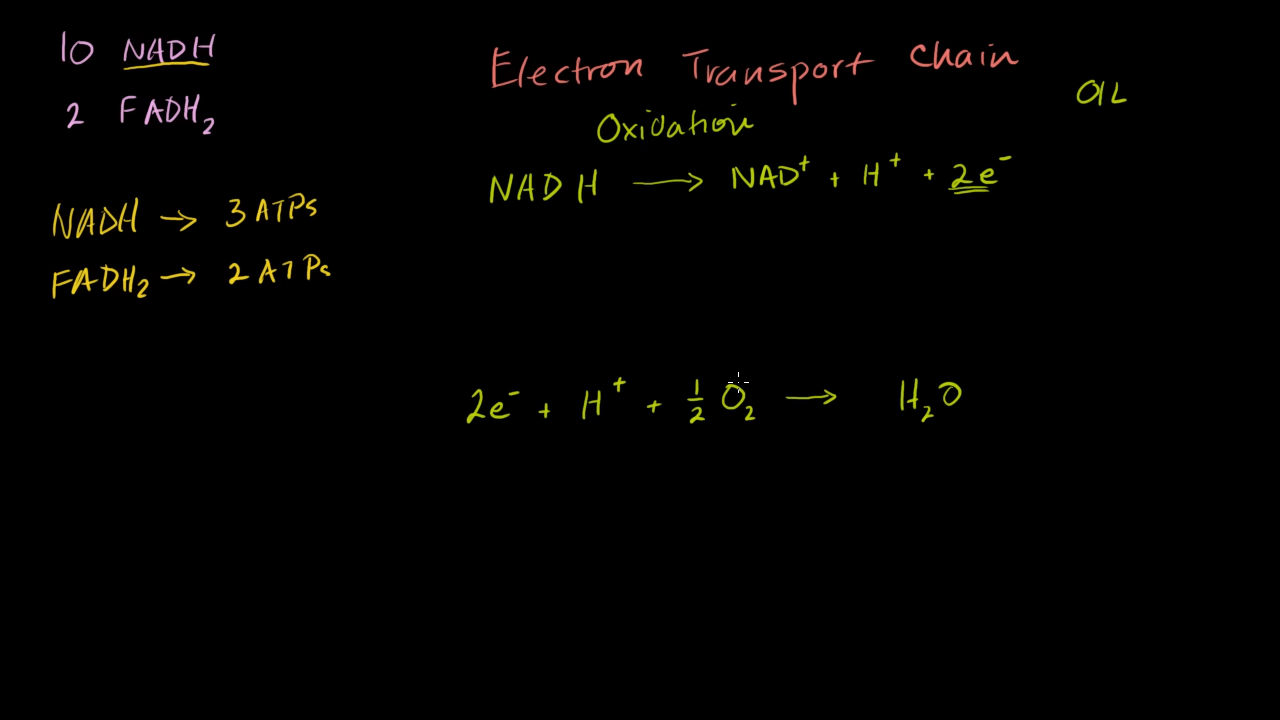 10 NADH
2 FADH₂
NADH → 3 ATPs
FADH₂ → 2 ATPs
Electron Transport Chain
OIL
Oxidation
NADH → NAD⁺ + H⁺ + 2e⁻
2e⁻ + H⁺ + ½ O₂ → H₂O